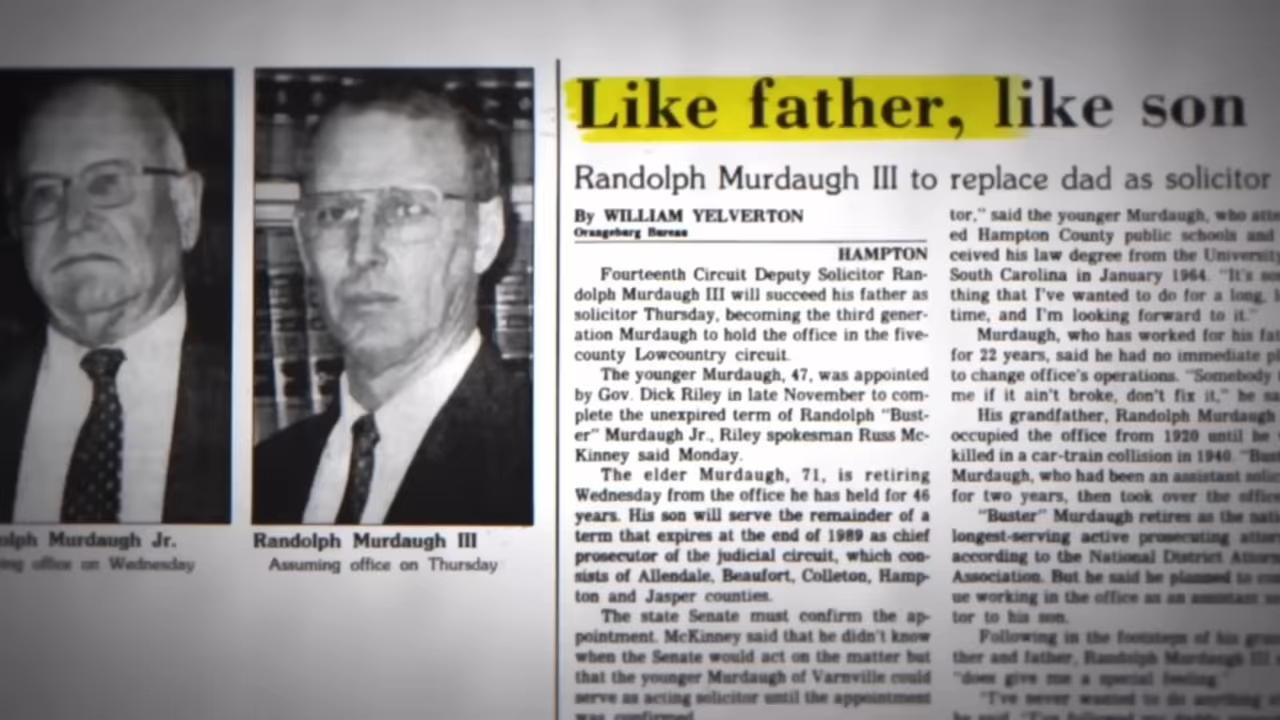 Like father, like son
Randolph Murdaugh III to replace dad as solicitor
By WILLIAM YELVERTON
Orangeburg Bureau
HAMPTON
Fourteenth Circuit Deputy Solicitor Ran-
dolph Murdaugh III will succeed his father as
solicitor Thursday, becoming the third gener-
ation Murdaugh to hold the office in the five-
county Lowcountry circuit.
The younger Murdaugh, 47, was appointed
by Gov. Dick Riley in late November to com-
plete the unexpired term of Randolph "Bust-
er" Murdaugh Jr., Riley spokesman Russ Mc-
Kinney said Monday.
The elder Murdaugh, 71, is retiring
Wednesday from the office he has held for 46
years. His son will serve the remainder of a
term that expires at the end of 1989 as chief
prosecutor of the judicial circuit, which con-
sists of Allendale, Beaufort, Colleton, Hamp-
ton and Jasper counties.
The state Senate must confirm the ap-
pointment. McKinney said that he didn't know
when the Senate would act on the matter but
that the younger Murdaugh of Varnville could
serve as acting solicitor until the appointment
was confirmed
tor," said the younger Murdaugh, who
ed Hampton County public schools and
ceived his law degree from the University
South Carolina in January 1964. "It's
thing that I've wanted to do for a long,
time, and I'm looking forward to it."
Murdaugh, who has worked for his
for 22 years, said he had no immediate
to change office's operations. "Somebody
me if it ain't broke, don't fix it," he
His grandfather, Randolph Murdaugh
occupied the office from 1920 until he
killed in a car-train collision in 1940.
Murdaugh, who had been an assistant
for two years, then took over the office
"Buster" Murdaugh retires as the
longest-serving active prosecuting
according to the National District
Association. But he said he planned to
ue working in the office as an assistant
tor to his son.
Following in the footsteps of his
ther and father, Randolph Murdaugh III
"does give me a special feeling."
"I've never wanted to do anything
he said.
Murdaugh Jr.
office on Wednesday
Randolph Murdaugh III
Assuming office on Thursday